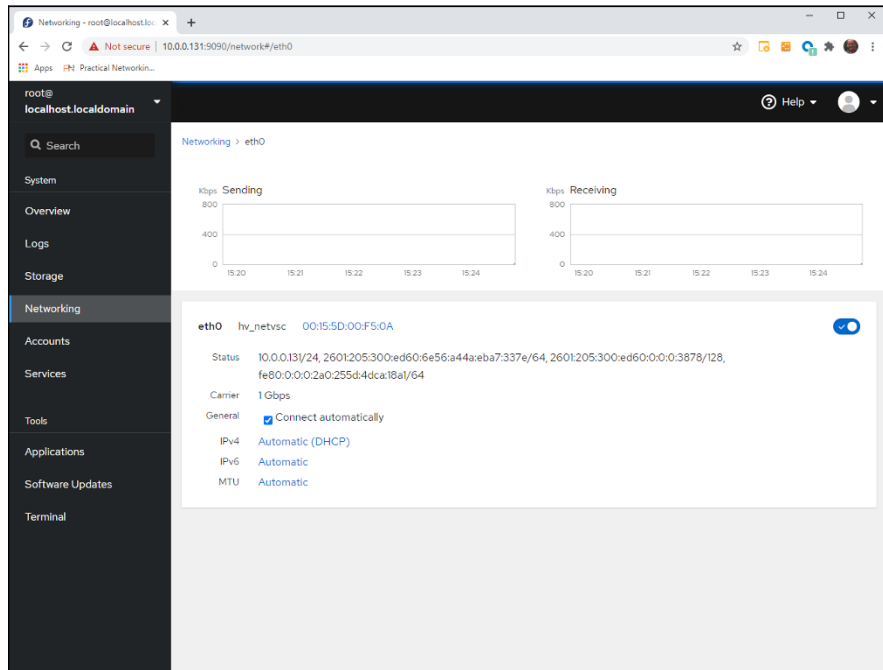 Networking - root@localhost.loc
Not secure | 10.0.0.131:9090/network#/eth0
Apps Practical Networkin...
root@
localhost.localdomain
Help
Search
Networking > eth0
System
Kbps Sending
800
400
0
15:20 15:21 15:22 15:23 15:24
Kbps Receiving
800
400
0
15:20 15:21 15:22 15:23 15:24
Overview
Logs
Storage
Networking
Accounts
Services
Tools
Applications
Software Updates
Terminal
eth0 hv_netvsc 00:15:5D:00:F5:0A
Status 10.0.0.131/24, 2601:205:300:ed60:6e56:a44a:eba7:337e/64, 2601:205:300:ed60:0:0:0:3878/128,
fe80:0:0:0:2a0:255d:4dca:18a1/64
Carrier 1 Gbps
General Connect automatically
IPv4 Automatic (DHCP)
IPv6 Automatic
MTU Automatic